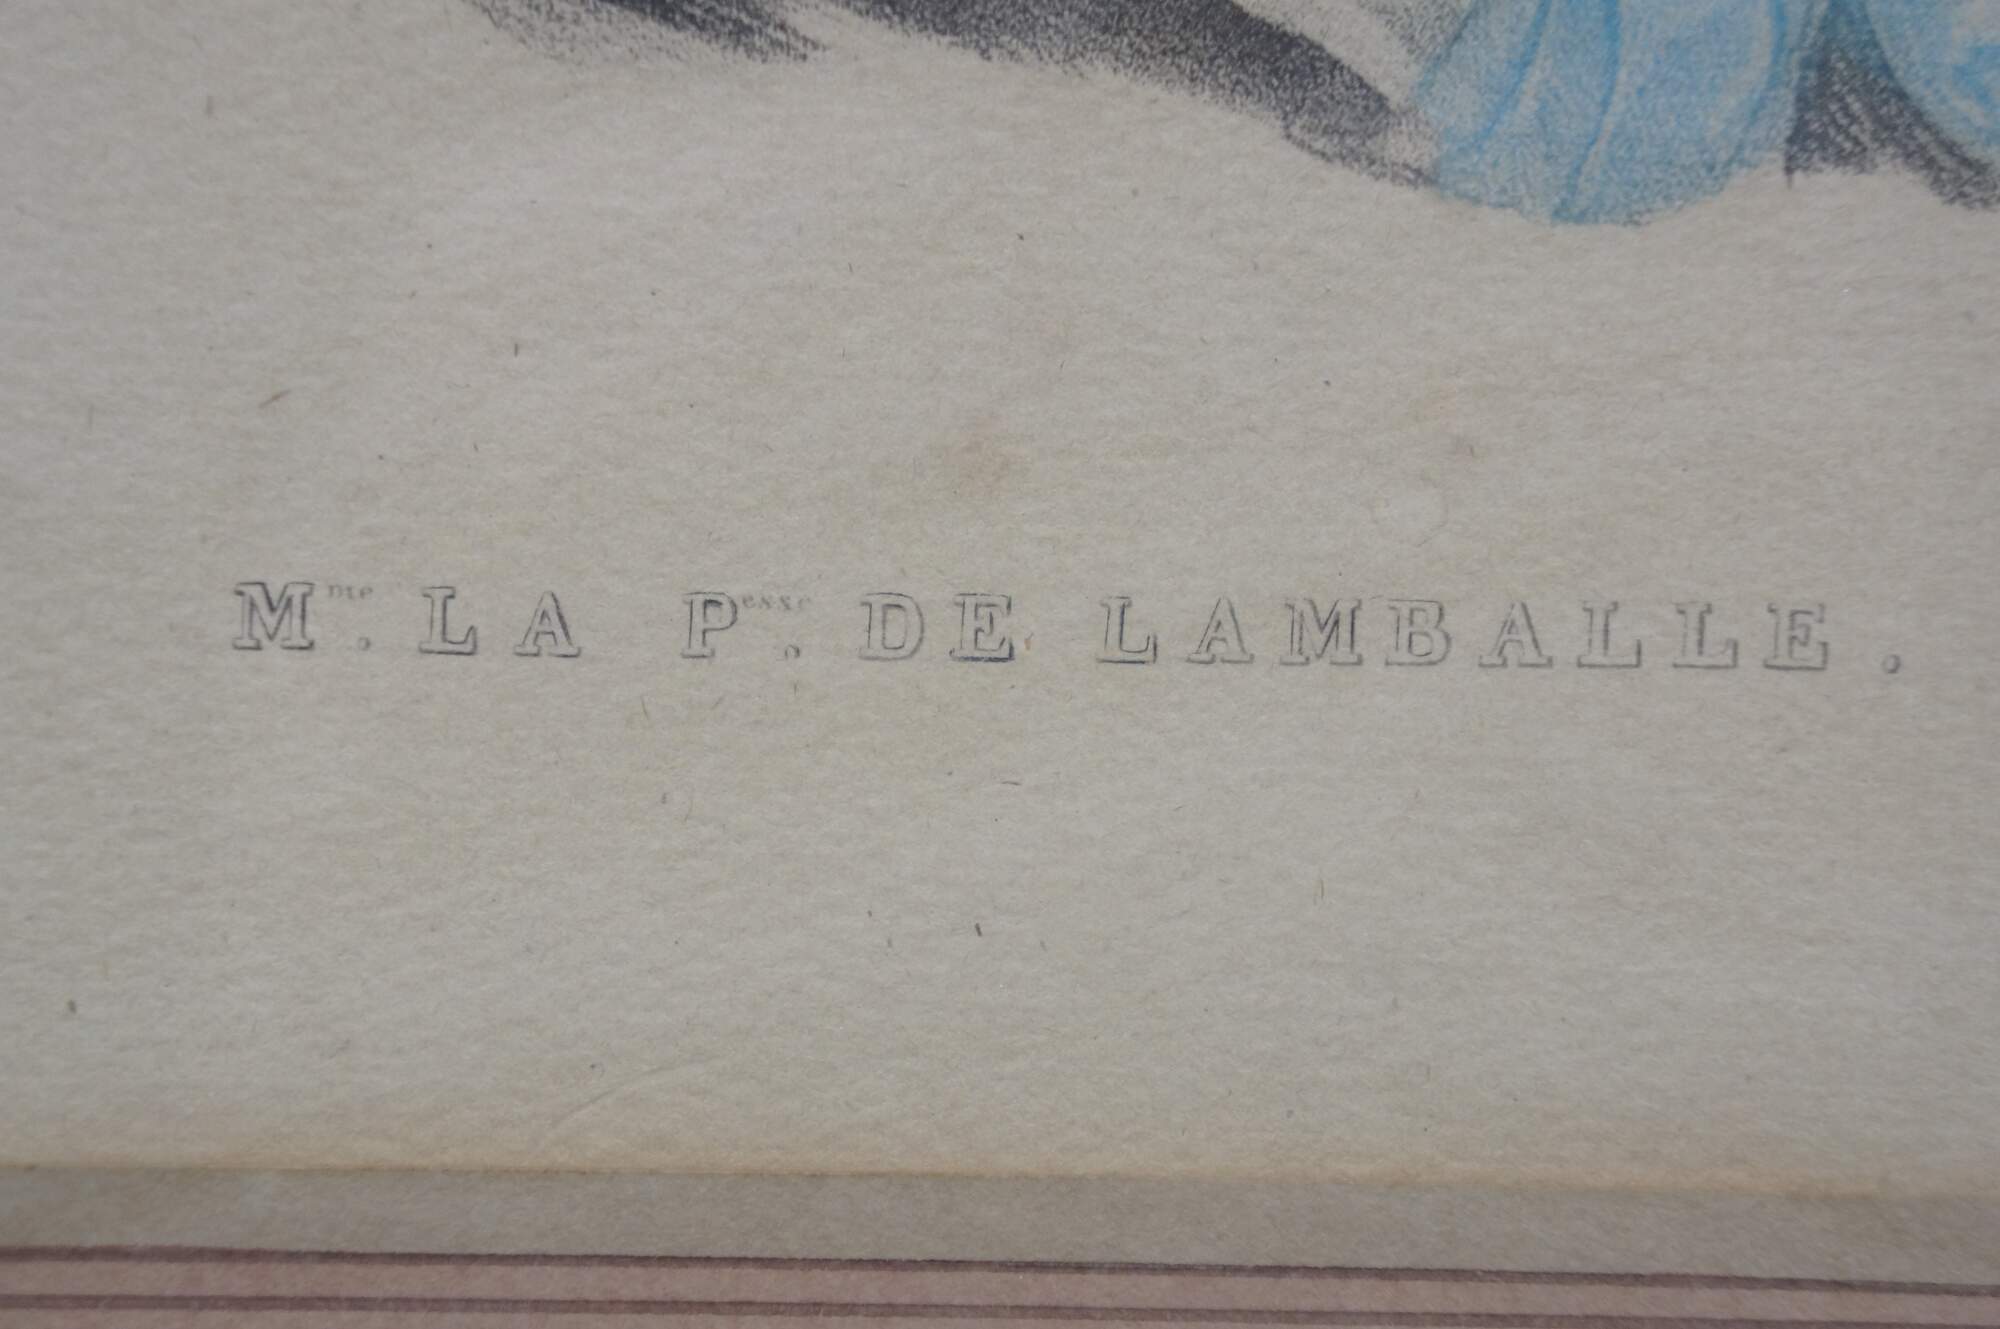 Mme. LA Pesse. DE LAMBALLE.